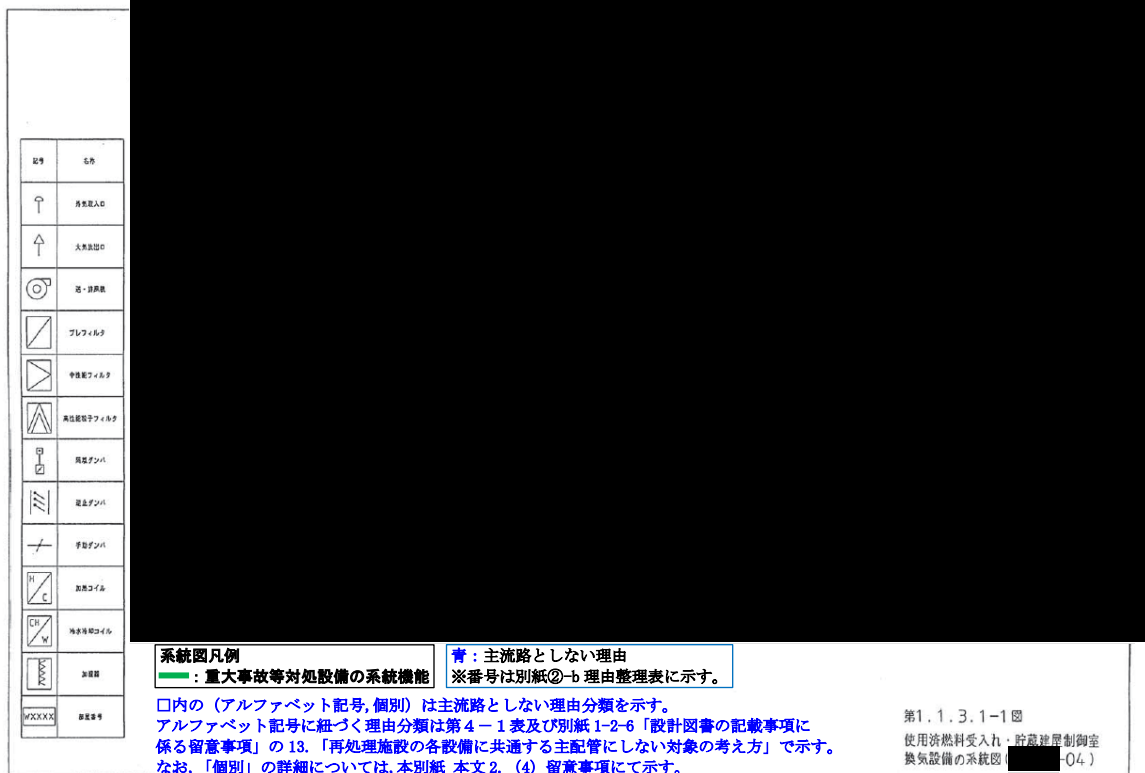 記号 名称
外気取入口
大気放出口
送・排風機
プレフィルタ
中性能フィルタ
高性能粒子フィルタ
逆止ダンパ
手動ダンパ
H C 加熱コイル
CH W 冷水冷却コイル
加湿器
WXXXX 部屋番号
系統図凡例
：重大事故等対処設備の系統機能
青：主流路としない理由
※番号は別紙②-b 理由整理表に示す。
□内の（アルファベット記号,個別）は主流路としない理由分類を示す。
アルファベット記号に紐づく理由分類は第４－１表及び別紙 1-2-6「設計図書の記載事項に
係る留意事項」の 13.「再処理施設の各設備に共通する主配管にしない対象の考え方」で示す。
なお,「個別」の詳細については,本別紙 本文 2.（4）留意事項にて示す。
第1.1.3.1-1図
使用済燃料受入れ・貯蔵建屋制御室
換気設備の系統図( -04)